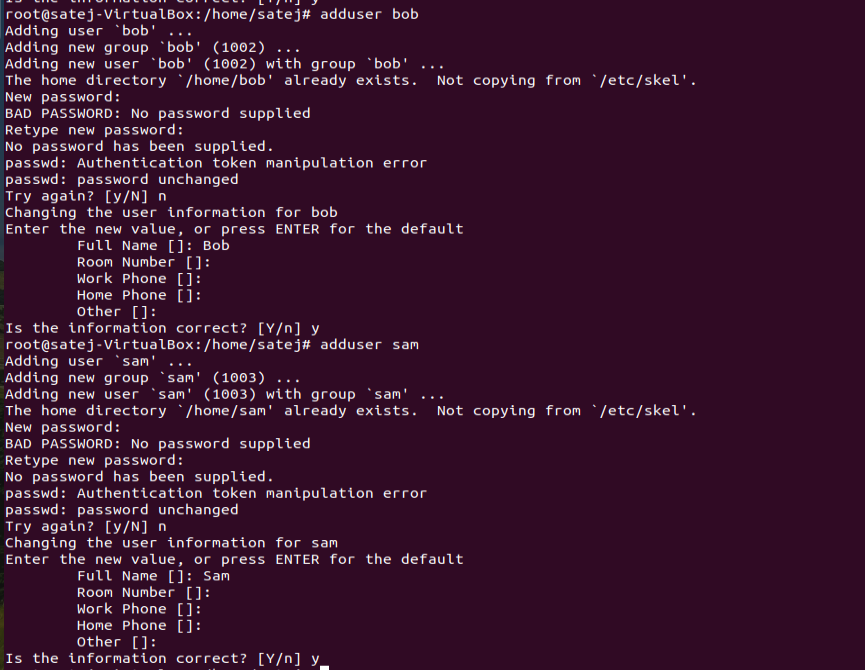 Is the information correct? [Y/n] y
root@satej-VirtualBox:/home/satej# adduser bob
Adding user `bob' ...
Adding new group `bob' (1002) ...
Adding new user `bob' (1002) with group `bob' ...
The home directory `/home/bob' already exists.  Not copying from `/etc/skel'.
New password:
BAD PASSWORD: No password supplied
Retype new password:
No password has been supplied.
passwd: Authentication token manipulation error
passwd: password unchanged
Try again? [y/N] n
Changing the user information for bob
Enter the new value, or press ENTER for the default
        Full Name []: Bob
        Room Number []:
        Work Phone []:
        Home Phone []:
        Other []:
Is the information correct? [Y/n] y
root@satej-VirtualBox:/home/satej# adduser sam
Adding user `sam' ...
Adding new group `sam' (1003) ...
Adding new user `sam' (1003) with group `sam' ...
The home directory `/home/sam' already exists.  Not copying from `/etc/skel'.
New password:
BAD PASSWORD: No password supplied
Retype new password:
No password has been supplied.
passwd: Authentication token manipulation error
passwd: password unchanged
Try again? [y/N] n
Changing the user information for sam
Enter the new value, or press ENTER for the default
        Full Name []: Sam
        Room Number []:
        Work Phone []:
        Home Phone []:
        Other []:
Is the information correct? [Y/n] y